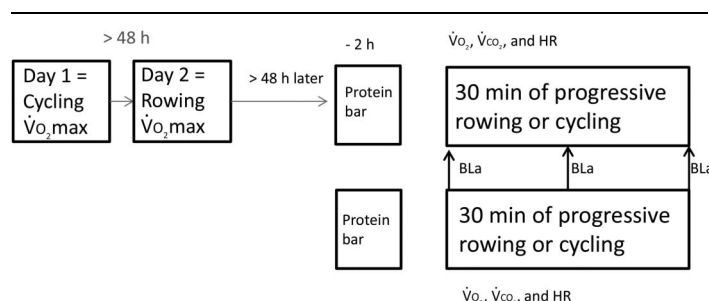 > 48 h
- 2 h
V̇O₂, V̇CO₂, and HR
Day 1 =
Cycling
V̇O₂max
Day 2 =
Rowing
V̇O₂max
> 48 h later
Protein
bar
30 min of progressive
rowing or cycling
BLa
BLa
BLa
Protein
bar
30 min of progressive
rowing or cycling
V̇O₂, V̇CO₂, and HR